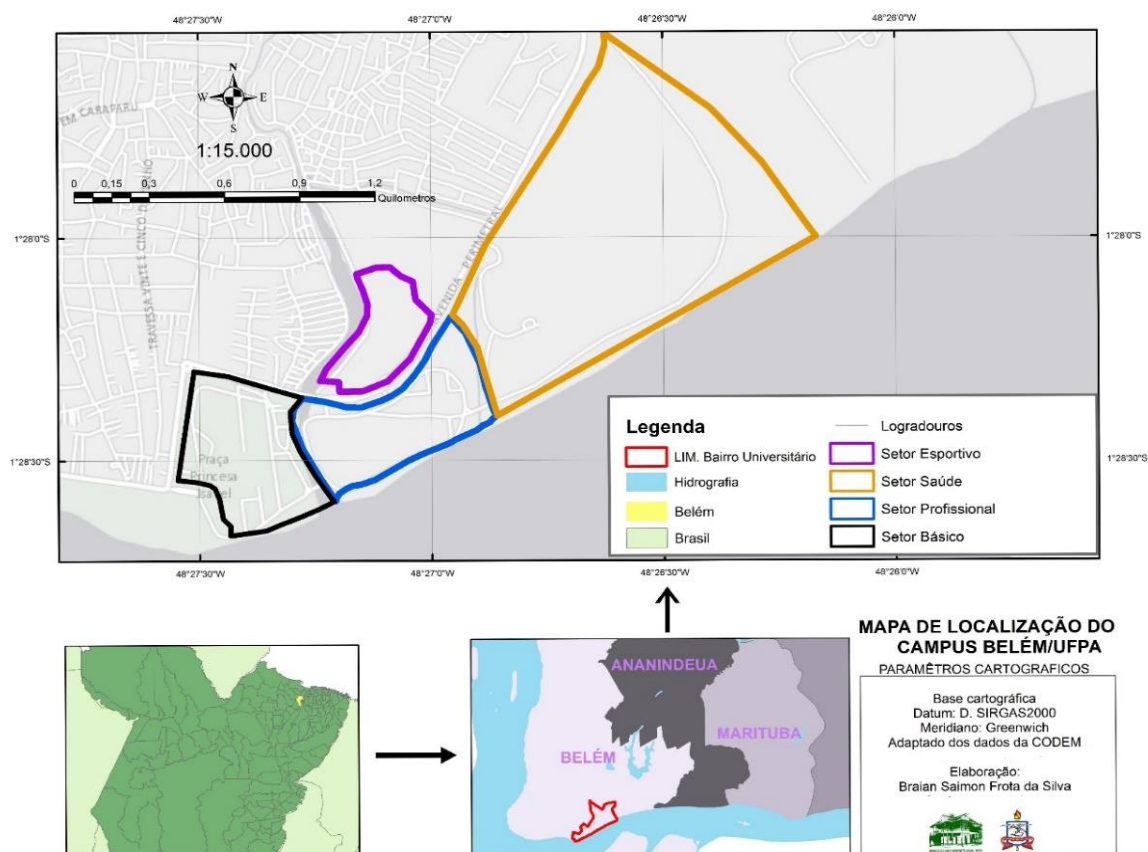 48°27'30"W 48°27'0"W 48°26'30"W 48°26'0"W
N
W E
S
EM CARAPARU
1:15.000
0 0,15 0,3 0,6 0,9 1,2
Quilometros
AVENIDA PERIMETRAL
1°28'0"S 1°28'0"S
Praça
Princesa
Isabel
1°28'30"S 1°28'30"S
Legenda
LIM. Bairro Universitário
Hidrografia
Belém
Brasil
Logradouros
Setor Esportivo
Setor Saúde
Setor Profissional
Setor Básico
48°27'30"W 48°27'0"W 48°26'30"W 48°26'0"W
ANANINDEUA
MARITUBA
BELÉM
MAPA DE LOCALIZAÇÃO DO
CAMPUS BELÉM/UFPA
PARAMÊTROS CARTOGRAFICOS
Base cartográfica
Datum: D. SIRGAS2000
Meridiano: Greenwich
Adaptado dos dados da CODEM
Elaboração:
Braian Saimon Frota da Silva